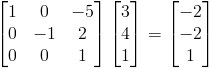 [1 0 -5] [3] = [-2]
[0 -1 2] [4] = [-2]
[0 0 1] [1] = [1]